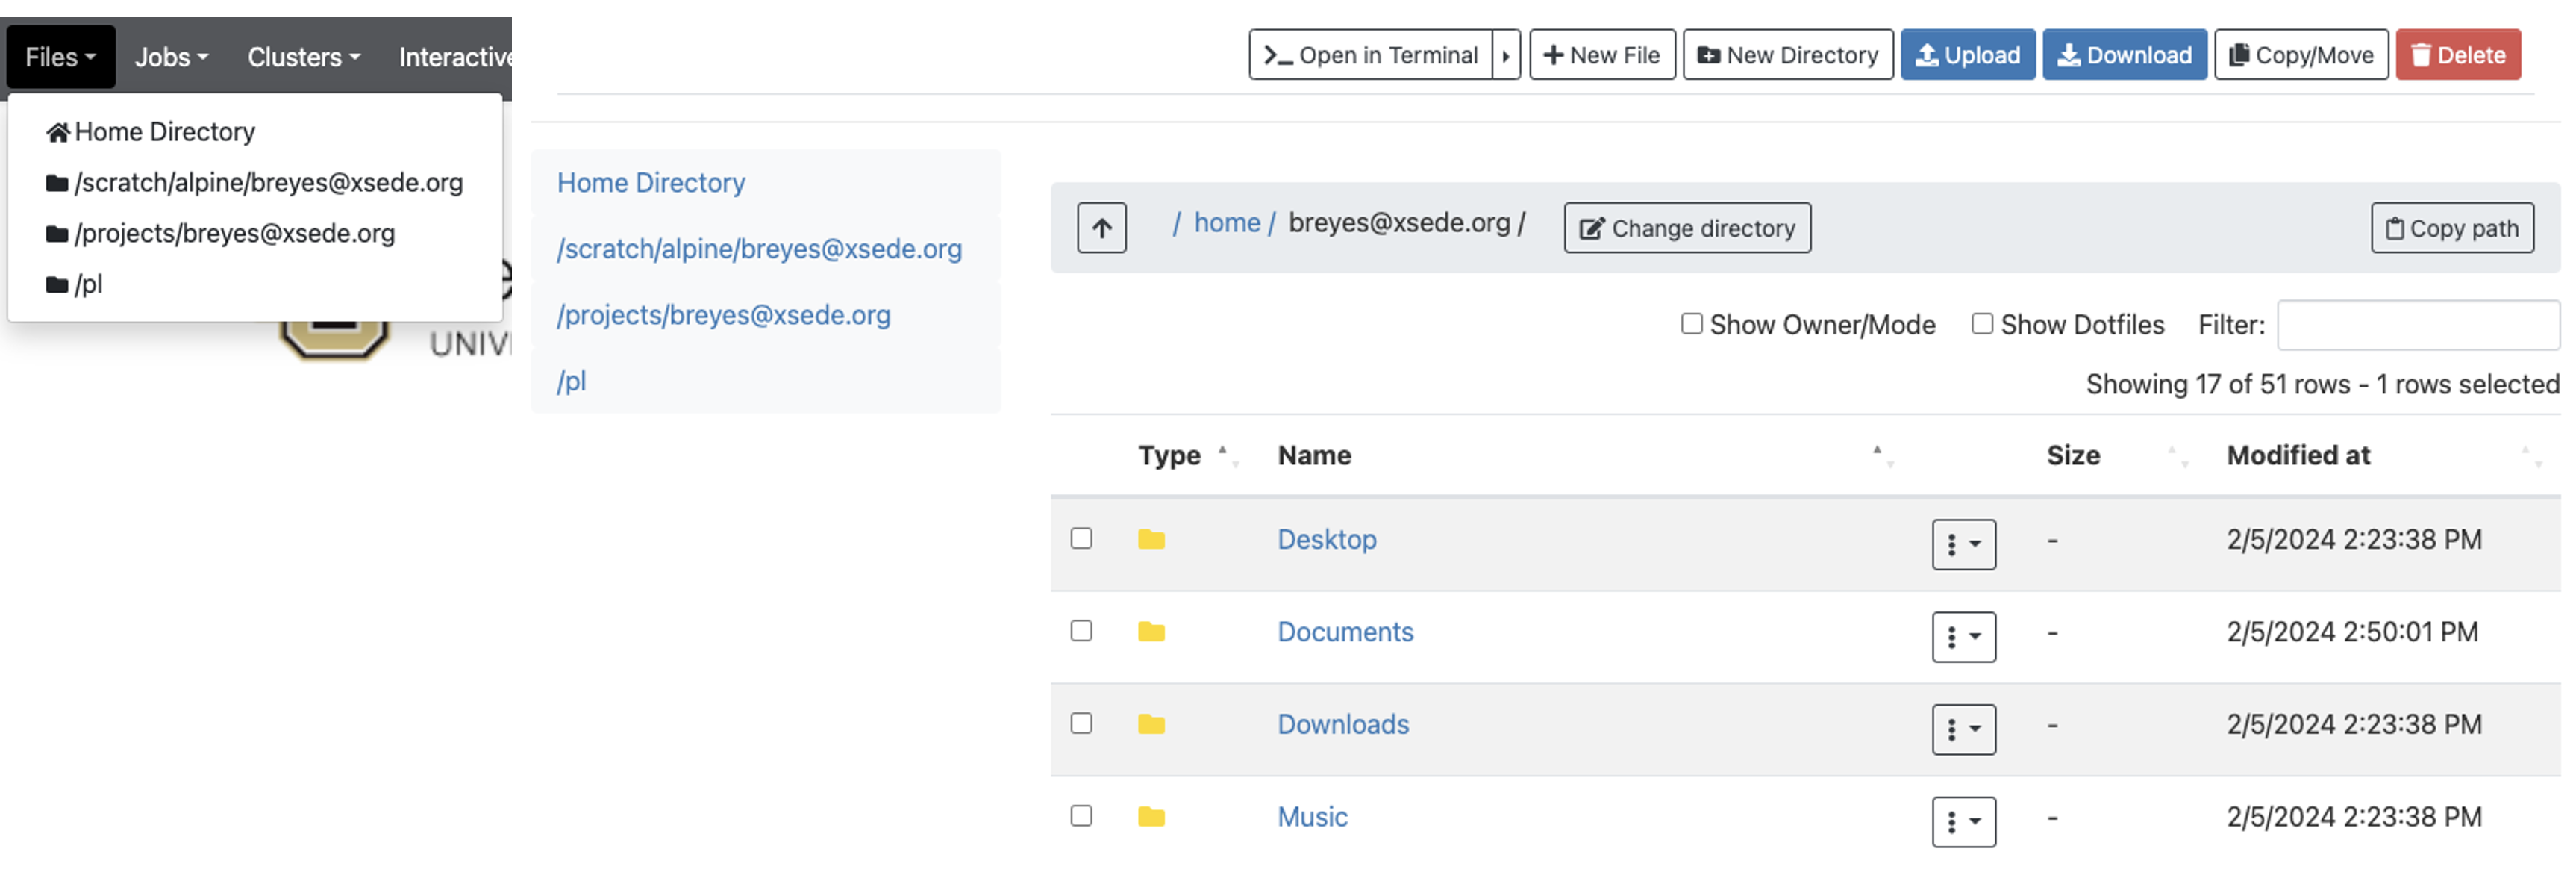 Files Jobs Clusters Interactive
Home Directory
/scratch/alpine/breyes@xsede.org
/projects/breyes@xsede.org
/pl
UNIV
Open in Terminal New File New Directory Upload Download Copy/Move Delete
Home Directory
/scratch/alpine/breyes@xsede.org
/projects/breyes@xsede.org
/pl
/ home / breyes@xsede.org / Change directory Copy path
Show Owner/Mode Show Dotfiles Filter:
Showing 17 of 51 rows - 1 rows selected
Type Name Size Modified at
Desktop - 2/5/2024 2:23:38 PM
Documents - 2/5/2024 2:50:01 PM
Downloads - 2/5/2024 2:23:38 PM
Music - 2/5/2024 2:23:38 PM